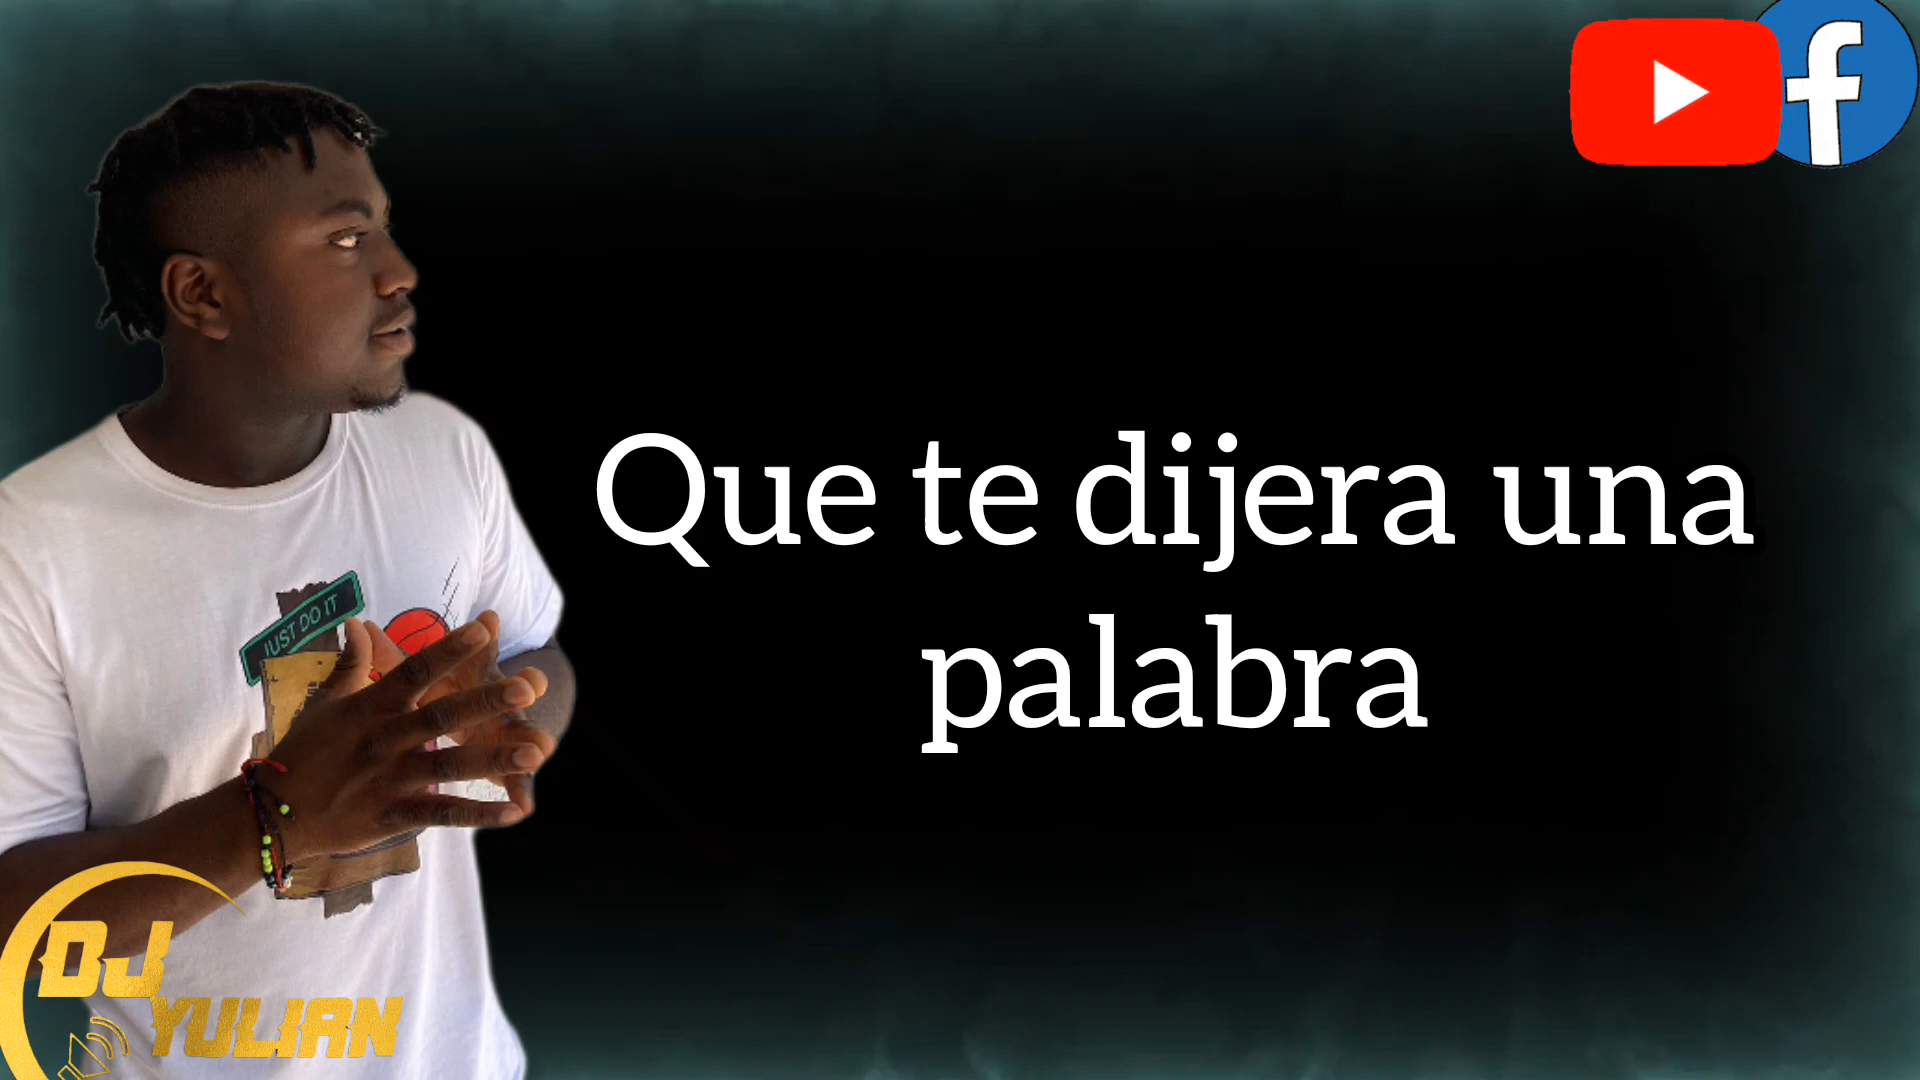 Que te dijera una
palabra
JUST DO IT
DJ
YULIAN